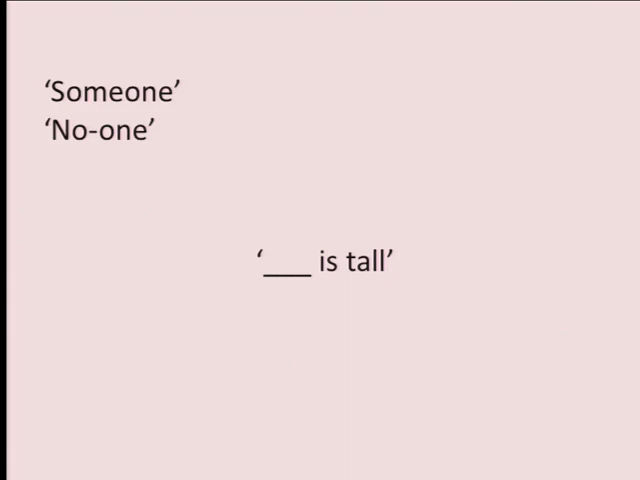 ‘Someone’
‘No-one’
‘___ is tall’